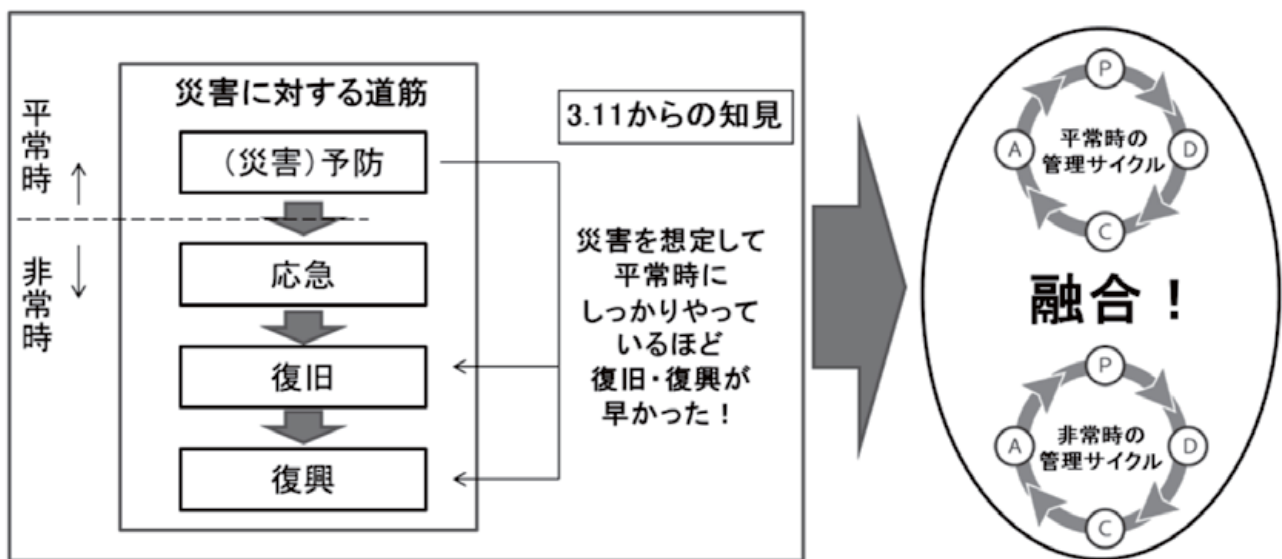 平常時
非常時
災害に対する道筋
(災害)予防
応急
復旧
復興
3.11からの知見
災害を想定して
平常時に
しっかりやって
いるほど
復旧・復興が
早かった!
P
D
C
A
平常時の
管理サイクル
融合!
P
D
C
A
非常時の
管理サイクル